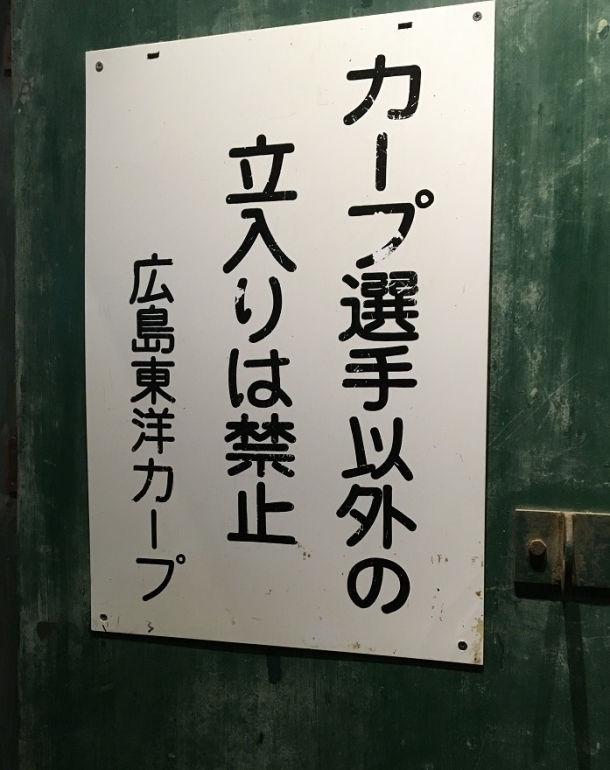 カープ選手以外の
立入りは禁止
広島東洋カープ